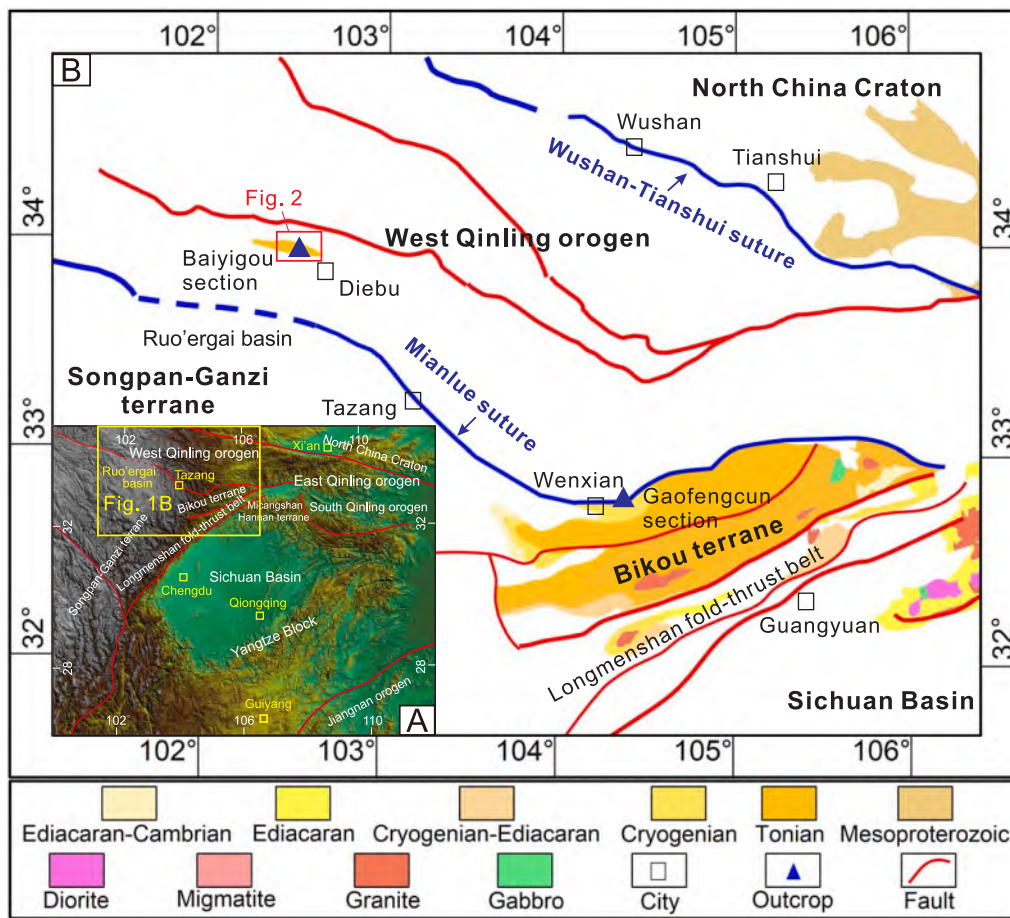 102°
103°
104°
105°
106°
B
North China Craton
Wushan
Tianshui
Wushan-Tianshui suture
34°
34°
Fig. 2
West Qinling orogen
Baiyigou
section
Diebu
Ruo'ergai basin
Songpan-Ganzi
terrane
Mianlue suture
Tazang
33°
33°
Wenxian
Gaofengcun
section
Bikou terrane
Longmenshan fold-thrust belt
Guangyuan
32°
32°
Sichuan Basin
102
106°
110
Xi'an
North China Craton
West Qinling orogen
Ruo'ergai
basin
Tazang
East Qinling orogen
Fig. 1B
Bikou terrane
Micangshan
Hannan terrane
South Qinling orogen
32
32°
Songpan-Ganzi terrane
Longmenshan fold-thrust belt
Sichuan Basin
Chengdu
Qiongqing
Yangtze Block
28
28°
Guiyang
Jiangnan orogen
102
106
110
A
102°
103°
104°
105°
106°
Ediacaran-Cambrian
Ediacaran
Cryogenian-Ediacaran
Cryogenian
Tonian
Mesoproterozoic
Diorite
Migmatite
Granite
Gabbro
City
Outcrop
Fault